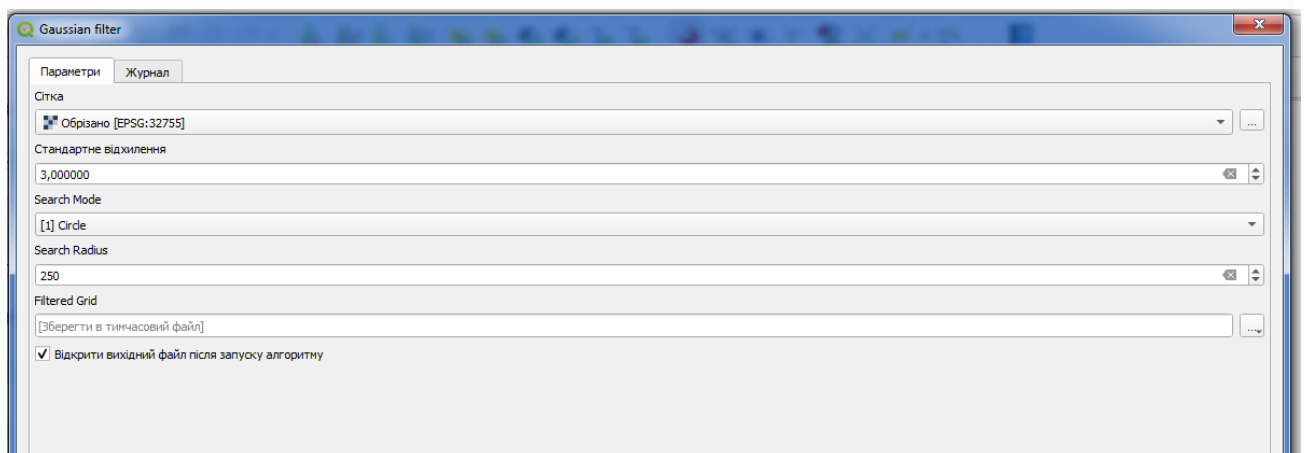 Gaussian filter
Параметри Журнал
Сітка
Обрізано [EPSG:32755]
...
Стандартне відхилення
3,000000
Search Mode
[1] Circle
Search Radius
250
Filtered Grid
[Зберегти в тимчасовий файл]
...
Відкрити вихідний файл після запуску алгоритму